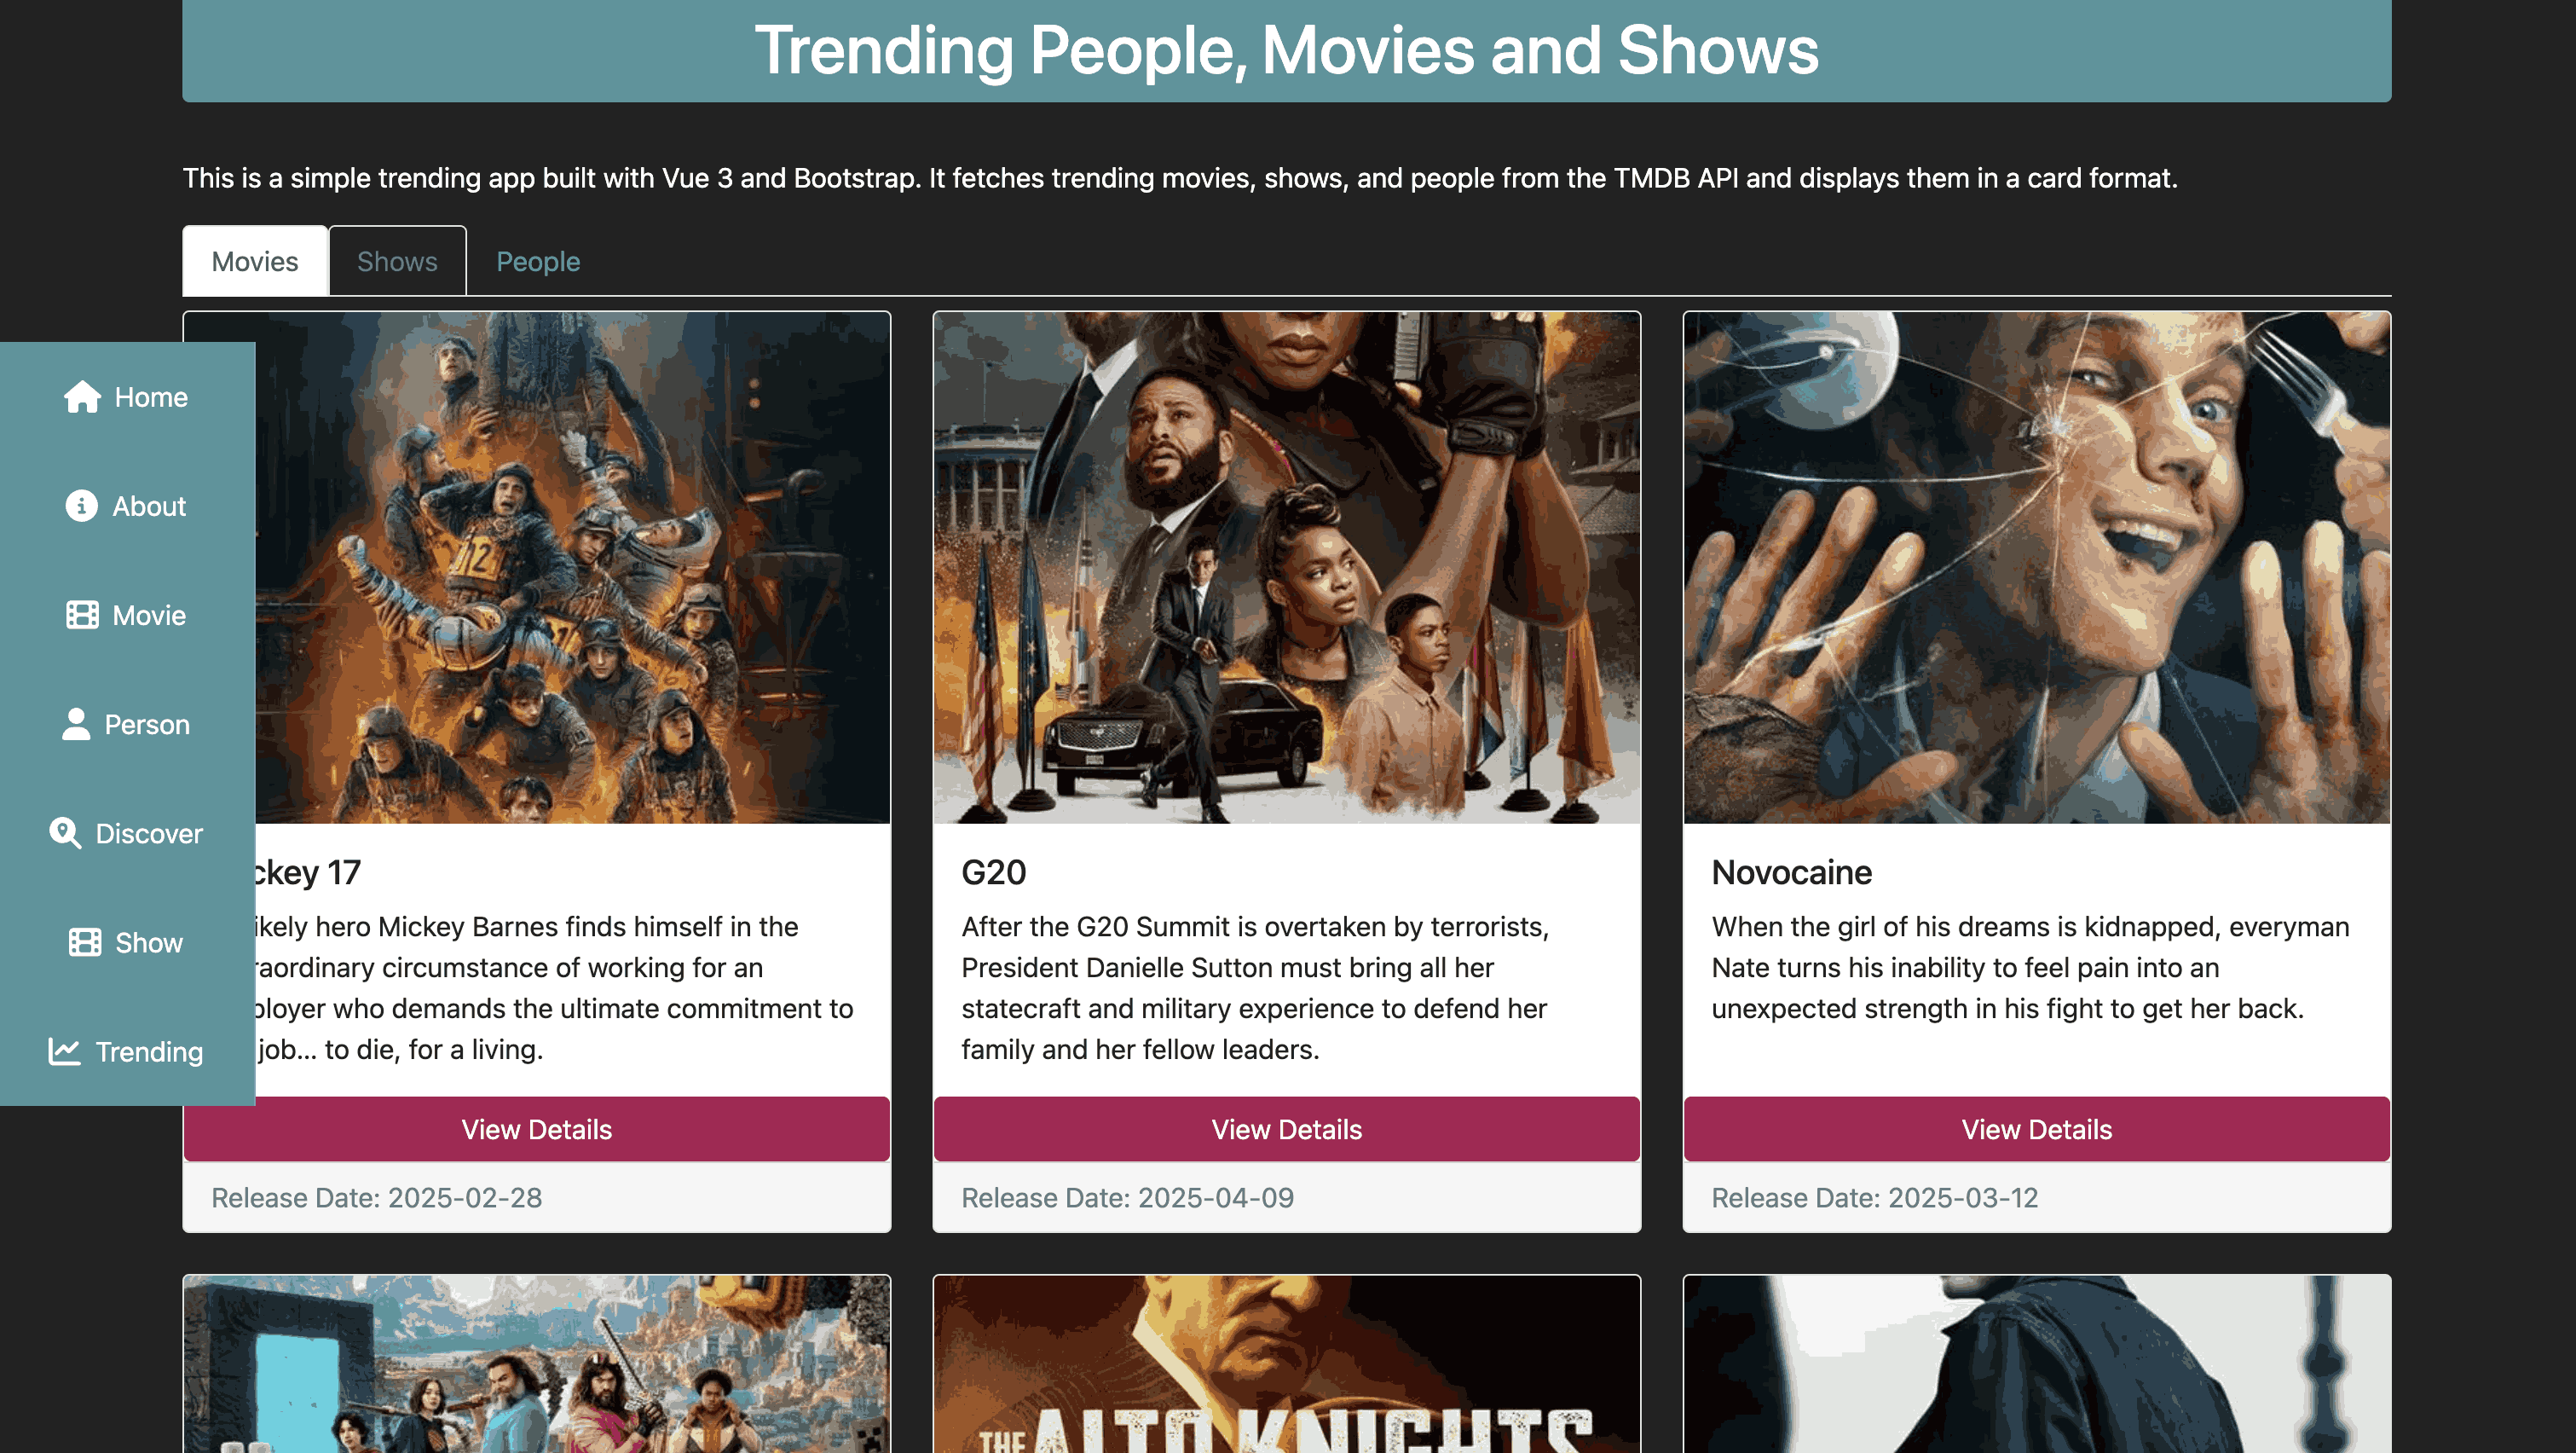 Trending People, Movies and Shows
This is a simple trending app built with Vue 3 and Bootstrap. It fetches trending movies, shows, and people from the TMDB API and displays them in a card format.
Movies
Shows
People
Home
About
Movie
Person
Discover
Show
Trending
12
ckey 17
ikely hero Mickey Barnes finds himself in the
raordinary circumstance of working for an
ployer who demands the ultimate commitment to
job... to die, for a living.
View Details
Release Date: 2025-02-28
G20
After the G20 Summit is overtaken by terrorists,
President Danielle Sutton must bring all her
statecraft and military experience to defend her
family and her fellow leaders.
View Details
Release Date: 2025-04-09
Novocaine
When the girl of his dreams is kidnapped, everyman
Nate turns his inability to feel pain into an
unexpected strength in his fight to get her back.
View Details
Release Date: 2025-03-12
THE ALTO KNIGHTS